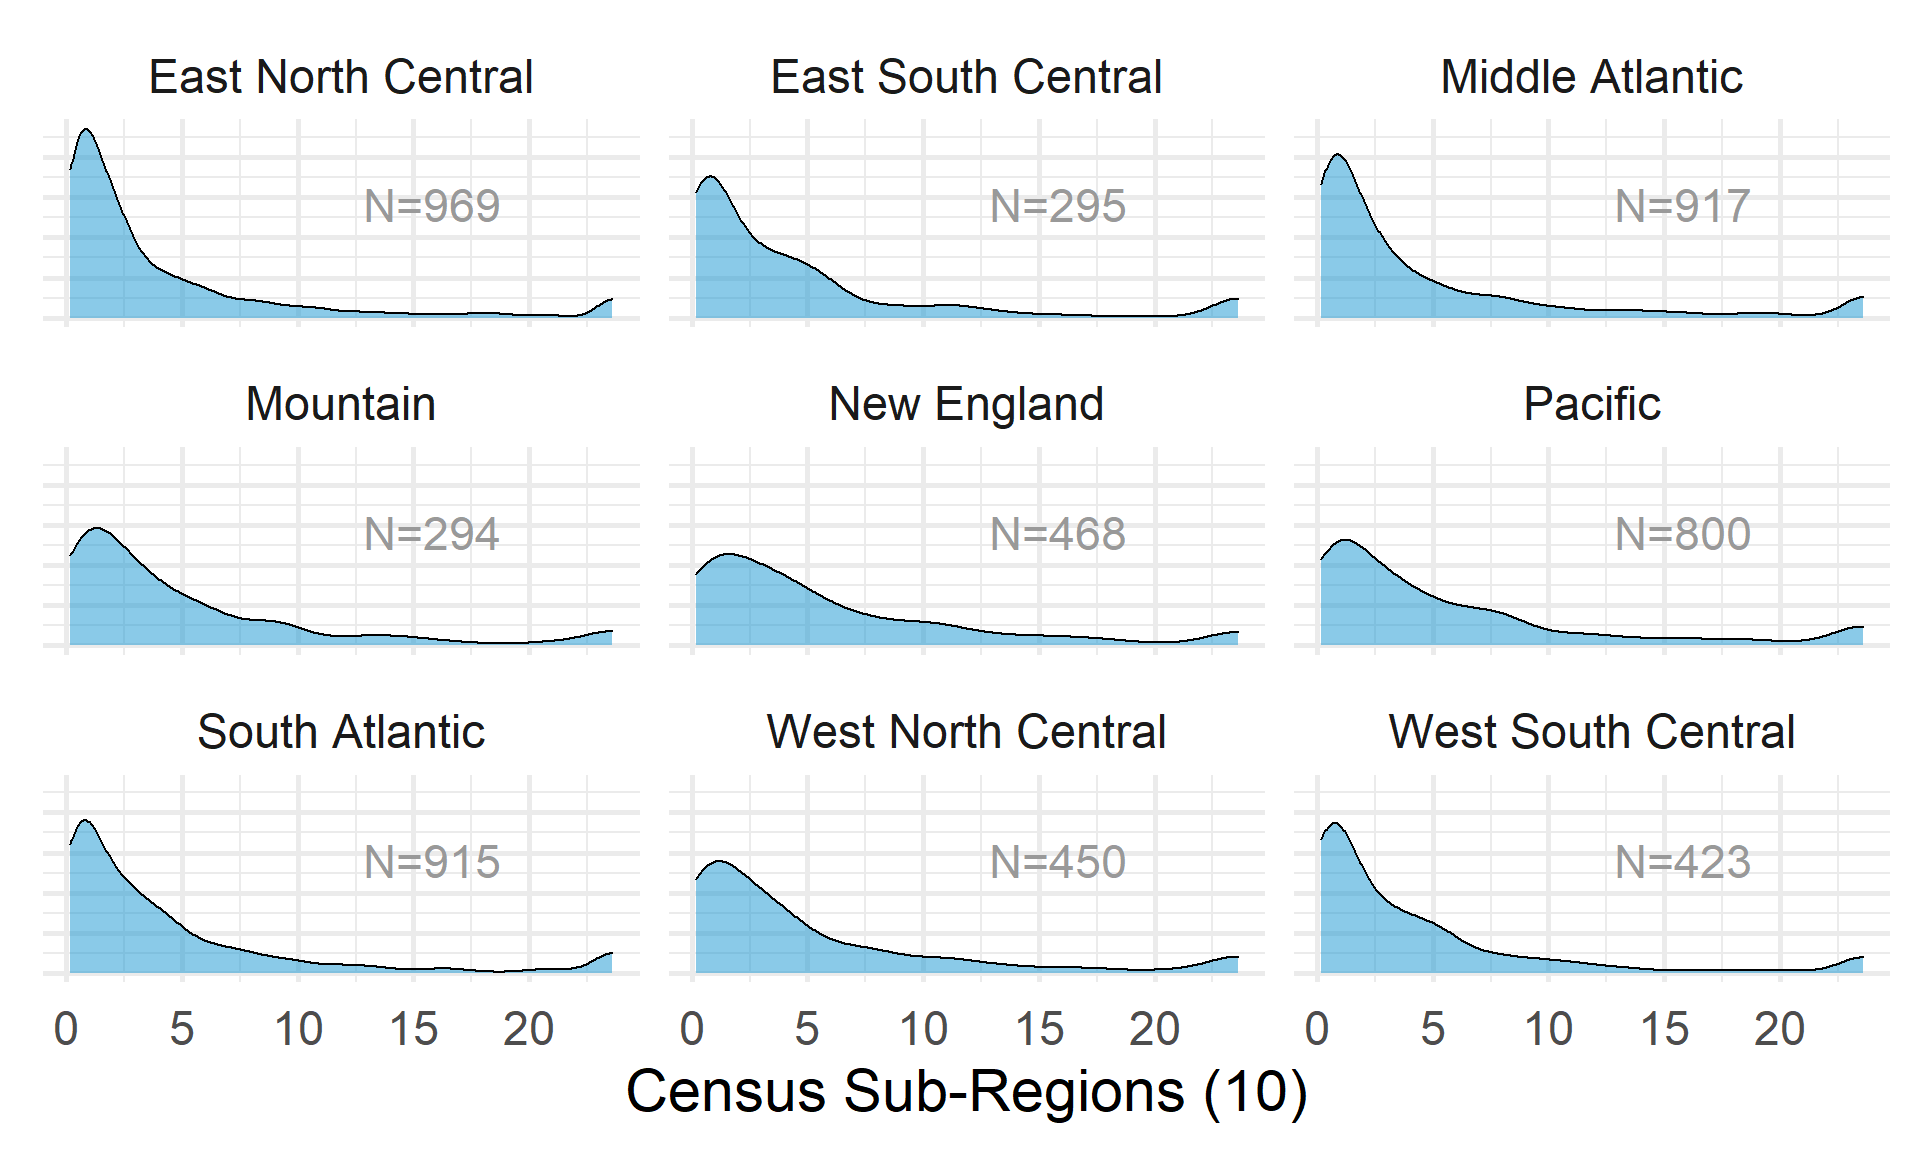 East North Central East South Central Middle Atlantic
N=969 N=295 N=917
Mountain New England Pacific
N=294 N=468 N=800
South Atlantic West North Central West South Central
N=915 N=450 N=423
0 5 10 15 20 0 5 10 15 20 0 5 10 15 20
Census Sub-Regions (10)